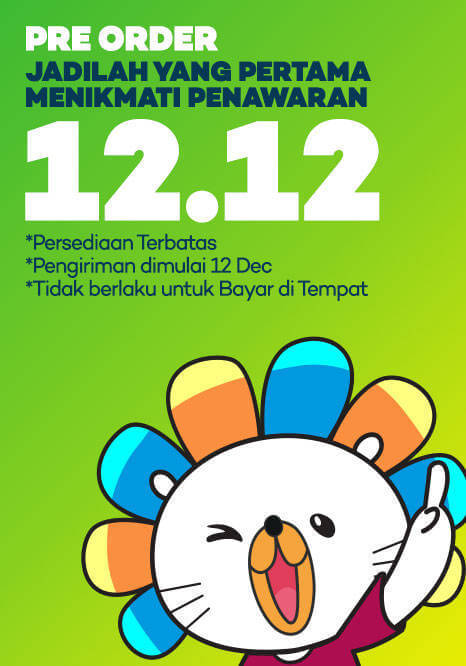 PRE ORDER
JADILAH YANG PERTAMA
MENIKMATI PENAWARAN
12.12
*Persediaan Terbatas
*Pengiriman dimulai 12 Dec
*Tidak berlaku untuk Bayar di Tempat